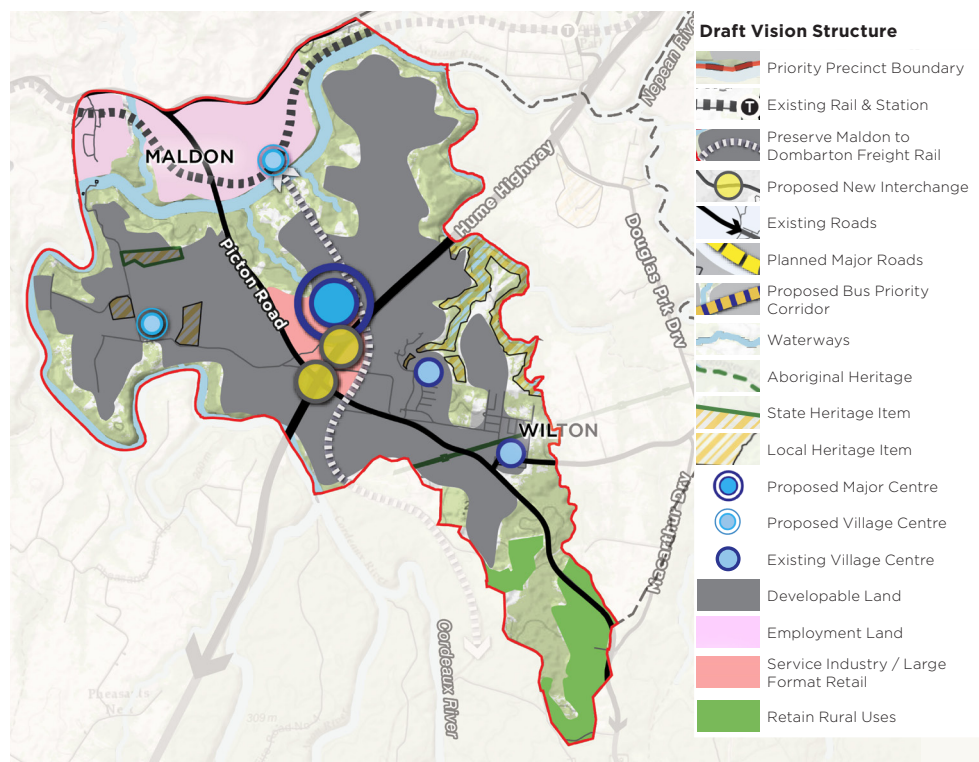 Draft Vision Structure
Priority Precinct Boundary
T
Existing Rail & Station
Preserve Maldon to
Dombarton Freight Rail
Proposed New Interchange
Existing Roads
Planned Major Roads
Proposed Bus Priority
Corridor
Waterways
Aboriginal Heritage
State Heritage Item
Local Heritage Item
Proposed Major Centre
Proposed Village Centre
Existing Village Centre
Developable Land
Employment Land
Service Industry / Large
Format Retail
Retain Rural Uses
T
Nepean River
MALDON
Hume Highway
Picton Road
Douglas Prk Drv
WILTON
Macarthur Drv
Cordeaux River
309 m